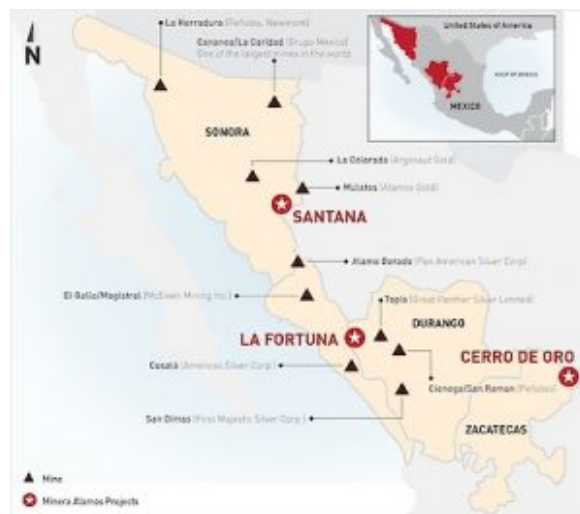 N
La Herradura (Peñoles, Newmont)
Cananea/La Caridad (Grupo Mexico)
One of the largest mines in the world
United States of America
GULF OF MEXICO
MEXICO
SONORA
La Colorada (Argonaut Gold)
Mulatos (Alamos Gold)
SANTANA
Alamo Dorado (Pan American Silver Corp)
El Gallo/Magistral (McEwen Mining Inc.)
Topia (Great Panther Silver Limited)
DURANGO
LA FORTUNA
CERRO DE ORO
Cosalá (Americas Silver Corp)
Cienega/San Ramon (Peñoles)
San Dimas (First Majestic Silver Corp.)
ZACATECAS
Mine
Minera Alamos Projects